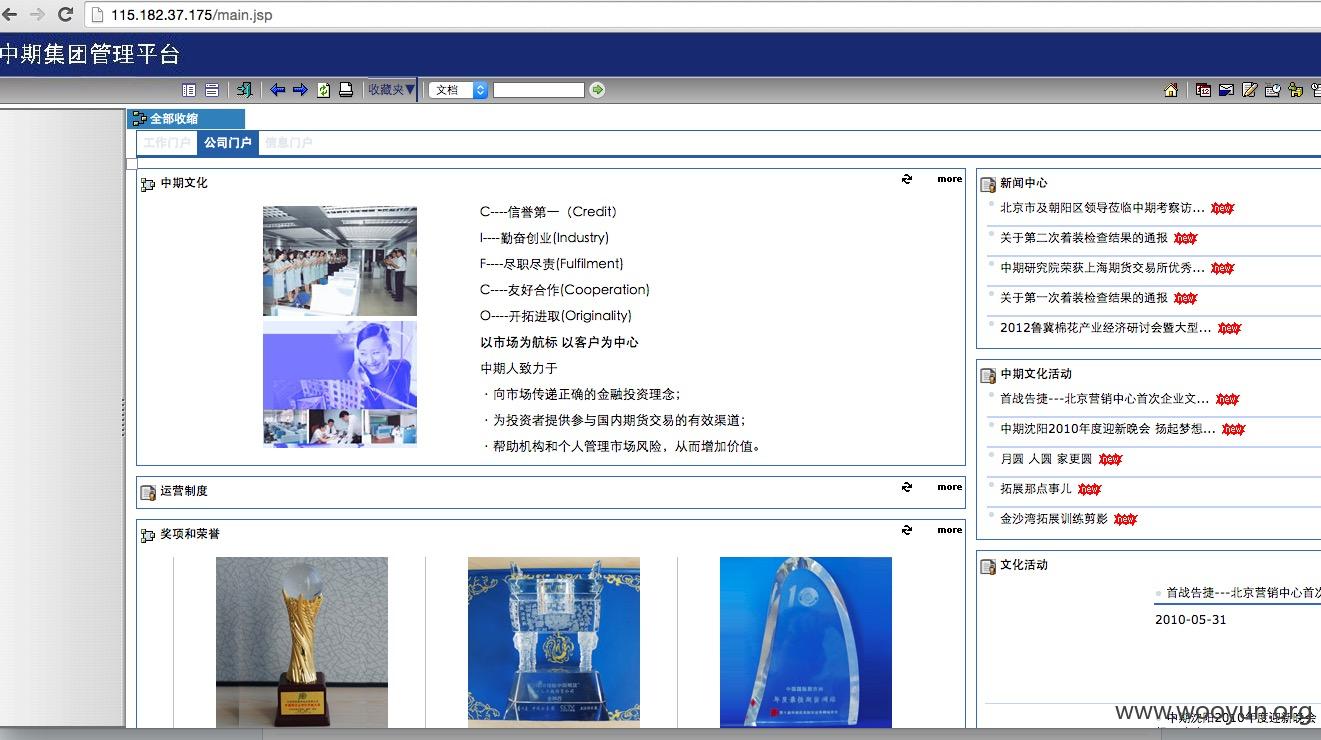 115.182.37.175/main.jsp
中期集团管理平台
收藏夹▼ 文档
全部收缩
工作门户 公司门户 信息门户
中期文化 more
C----信誉第一（Credit）
I----勤奋创业(Industry)
F----尽职尽责(Fulfilment)
C----友好合作(Cooperation)
O----开拓进取(Originality)
以市场为航标 以客户为中心
中期人致力于
· 向市场传递正确的金融投资理念；
· 为投资者提供参与国内期货交易的有效渠道；
· 帮助机构和个人管理市场风险，从而增加价值。
运营制度 more
奖项和荣誉 more
新闻中心
北京市及朝阳区领导莅临中期考察访... new
关于第二次着装检查结果的通报 new
中期研究院荣获上海期货交易所优秀... new
关于第一次着装检查结果的通报 new
2012鲁冀棉花产业经济研讨会暨大型... new
中期文化活动
首战告捷---北京营销中心首次企业文... new
中期沈阳2010年度迎新晚会 扬起梦想... new
月圆 人圆 家更圆 new
拓展那点事儿 new
金沙湾拓展训练剪影 new
文化活动
首战告捷---北京营销中心首次
2010-05-31
中期沈阳2010年度迎新晚会
www.wooyun.org